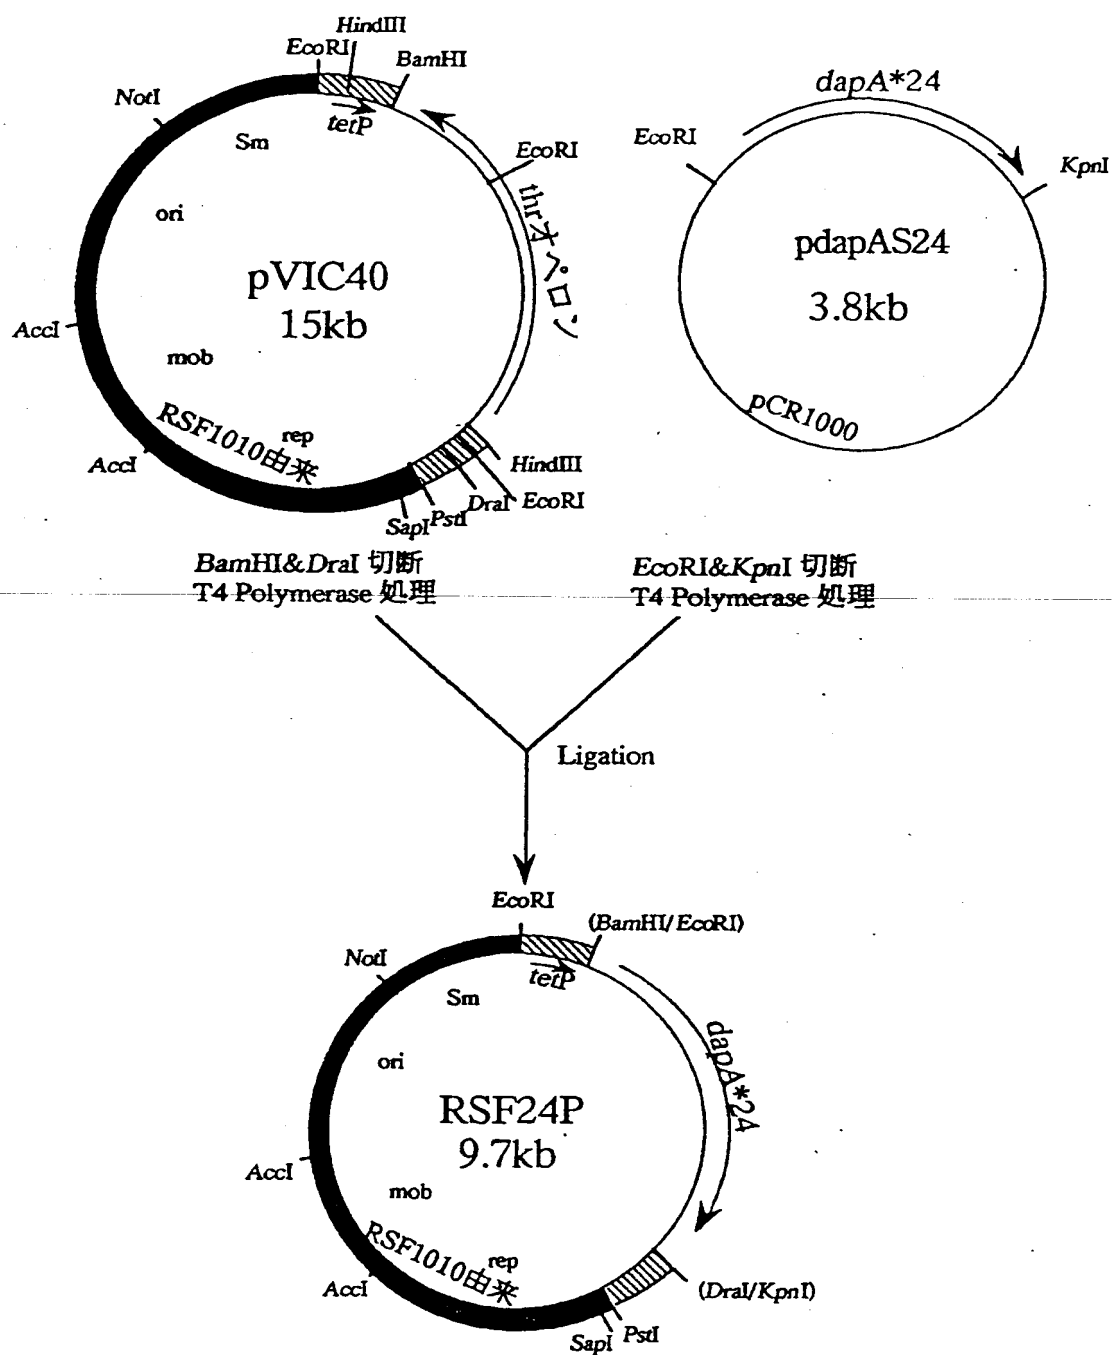 HindIII
EcoRI
BamHI
NotI
tetP
Sm
EcoRI
ori
thrオペロン
pVIC40
15kb
AccI
mob
RSF1010由来
rep
AccI
HindIII
EcoRI
DraI
PstI
SapI
dapA*24
EcoRI
KpnI
pdapAS24
3.8kb
pCR1000
BamHI&DraI 切断
T4 Polymerase 処理
EcoRI&KpnI 切断
T4 Polymerase 処理
Ligation
EcoRI
(BamHI/EcoRI)
NotI
tetP
Sm
ori
dapA*24
RSF24P
9.7kb
AccI
mob
RSF1010由来
rep
AccI
(DraI/KpnI)
PstI
SapI